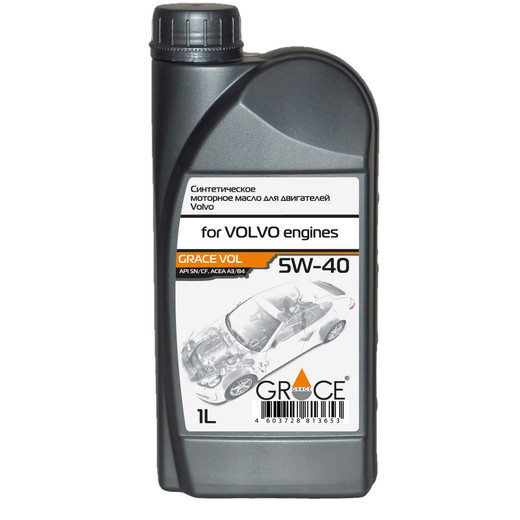 Синтетическое
моторное масло для двигателей
Volvo
for VOLVO engines
GRACE VOL
API SN/CF, ACEA A3/B4
5W-40
GRACE®
GRACE
1L
4 603728 813653